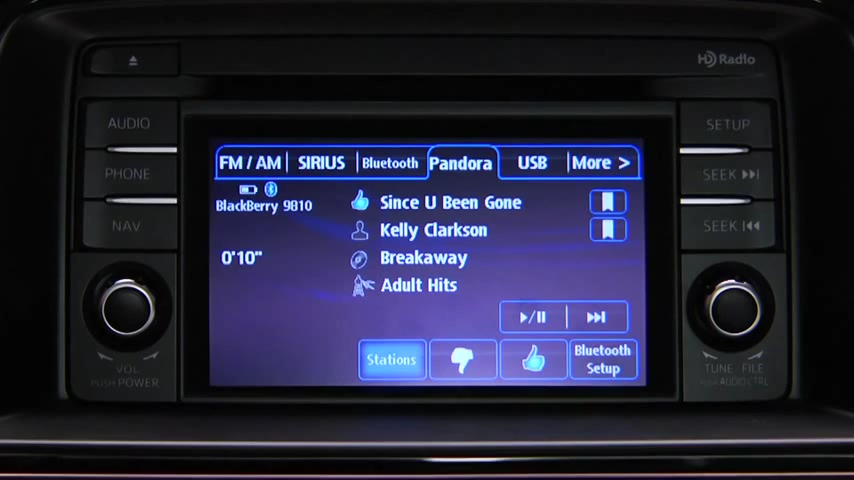 HD Radio
AUDIO
PHONE
NAV
VOL
PUSH POWER
FM / AM
SIRIUS
Bluetooth
Pandora
USB
More >
BlackBerry 9810
0'10"
Since U Been Gone
Kelly Clarkson
Breakaway
Adult Hits
Stations
Bluetooth
Setup
SETUP
SEEK
SEEK
TUNE FILE
PUSH AUDIO CTRL